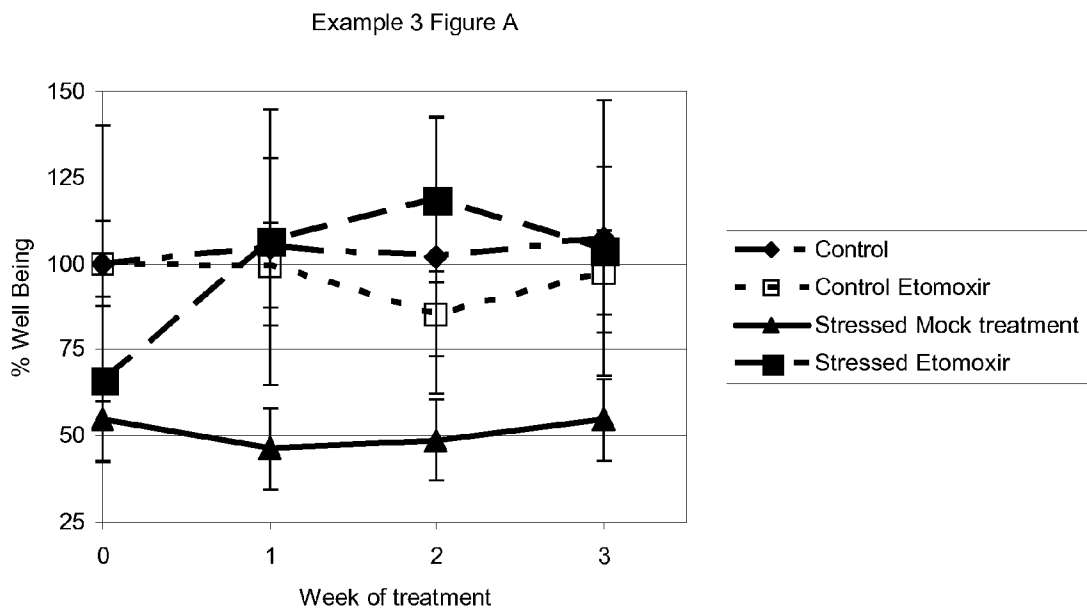 Example 3 Figure A
150
125
100
75
50
25
% Well Being
0 1 2 3
Week of treatment
Control
Control Etomoxir
Stressed Mock treatment
Stressed Etomoxir